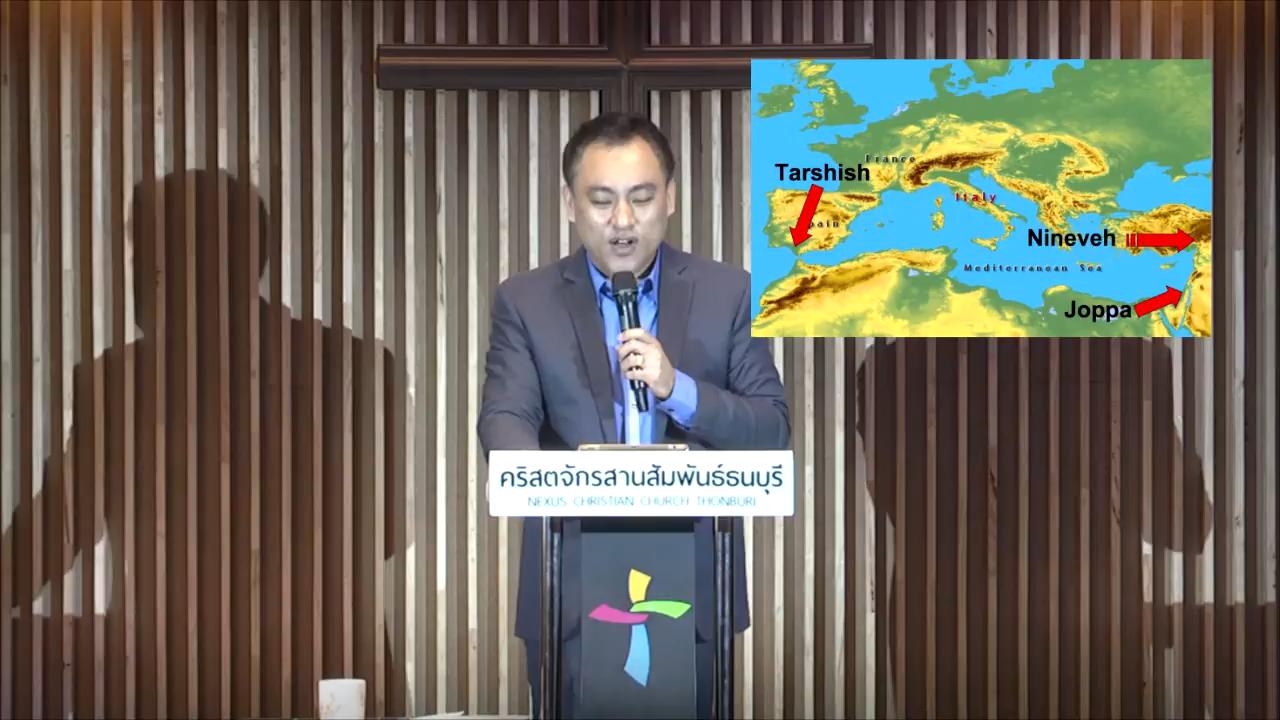 France
Tarshish
Italy
Spain
Nineveh
Mediterranean Sea
Joppa
คริสตจักรสานสัมพันธ์ธนบุรี
NEXUS CHRISTIAN CHURCH THONBURI